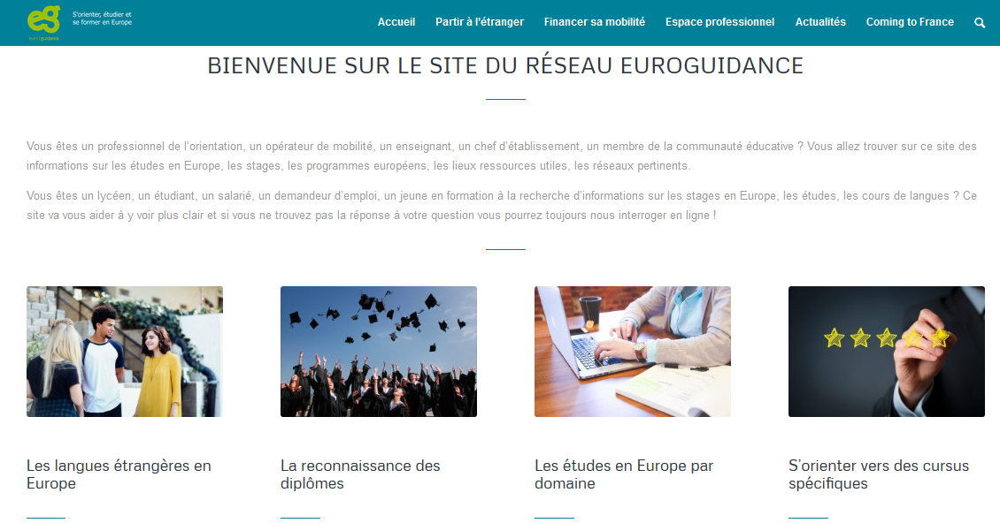 eg
euro | guidance
S'orienter, étudier et
se former en Europe
Accueil Partir à l'étranger Financer sa mobilité Espace professionnel Actualités Coming to France
BIENVENUE SUR LE SITE DU RÉSEAU EUROGUIDANCE
Vous êtes un professionnel de l'orientation, un opérateur de mobilité, un enseignant, un chef d'établissement, un membre de la communauté éducative ? Vous allez trouver sur ce site des
informations sur les études en Europe, les stages, les programmes européens, les lieux ressources utiles, les réseaux pertinents.
Vous êtes un lycéen, un étudiant, un salarié, un demandeur d'emploi, un jeune en formation à la recherche d'informations sur les stages en Europe, les études, les cours de langues ? Ce
site va vous aider à y voir plus clair et si vous ne trouvez pas la réponse à votre question vous pourrez toujours nous interroger en ligne !
Les langues étrangères en
Europe
La reconnaissance des
diplômes
Les études en Europe par
domaine
S'orienter vers des cursus
spécifiques